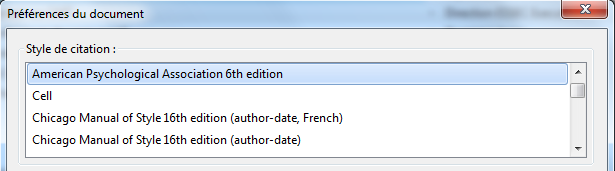 Préférences du document
Style de citation :
American Psychological Association 6th edition
Cell
Chicago Manual of Style 16th edition (author-date, French)
Chicago Manual of Style 16th edition (author-date)